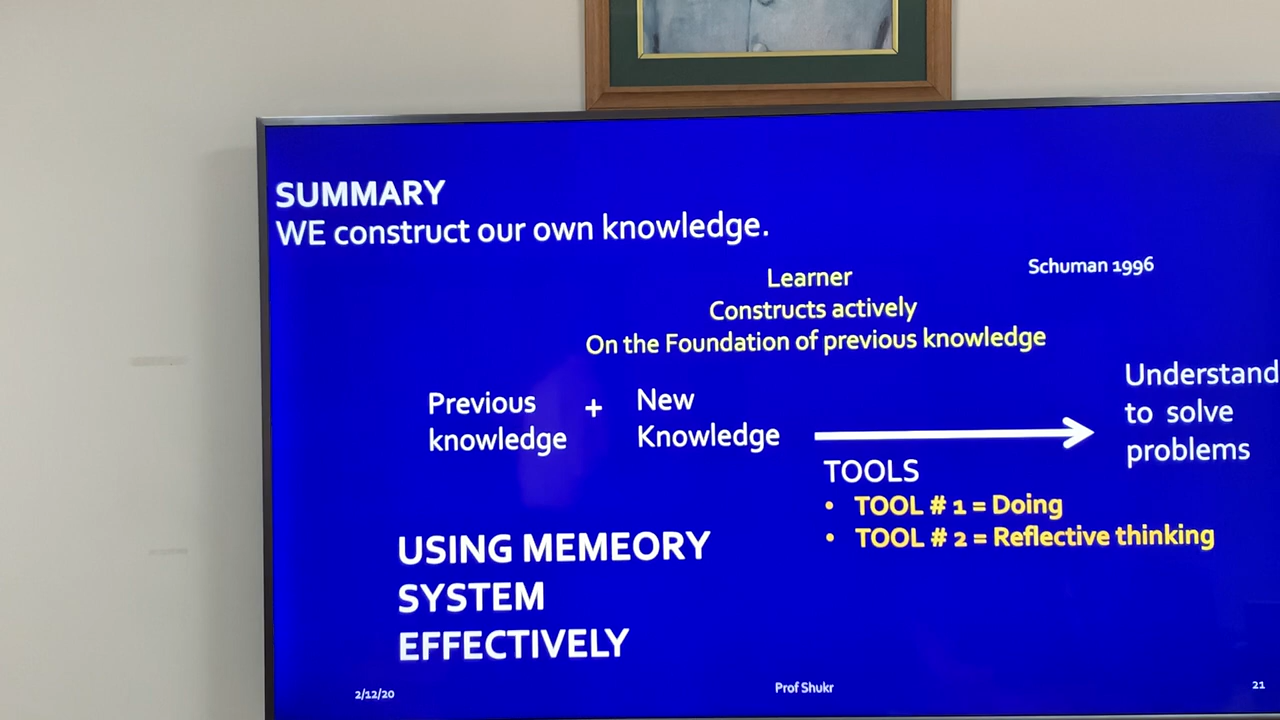 SUMMARY
WE construct our own knowledge.
Schuman 1996
Learner
Constructs actively
On the Foundation of previous knowledge
Previous
knowledge
+
New
Knowledge
Understand
to solve
problems
TOOLS
• TOOL # 1 = Doing
• TOOL # 2 = Reflective thinking
USING MEMEORY
SYSTEM
EFFECTIVELY
2/12/20
Prof Shukr
21